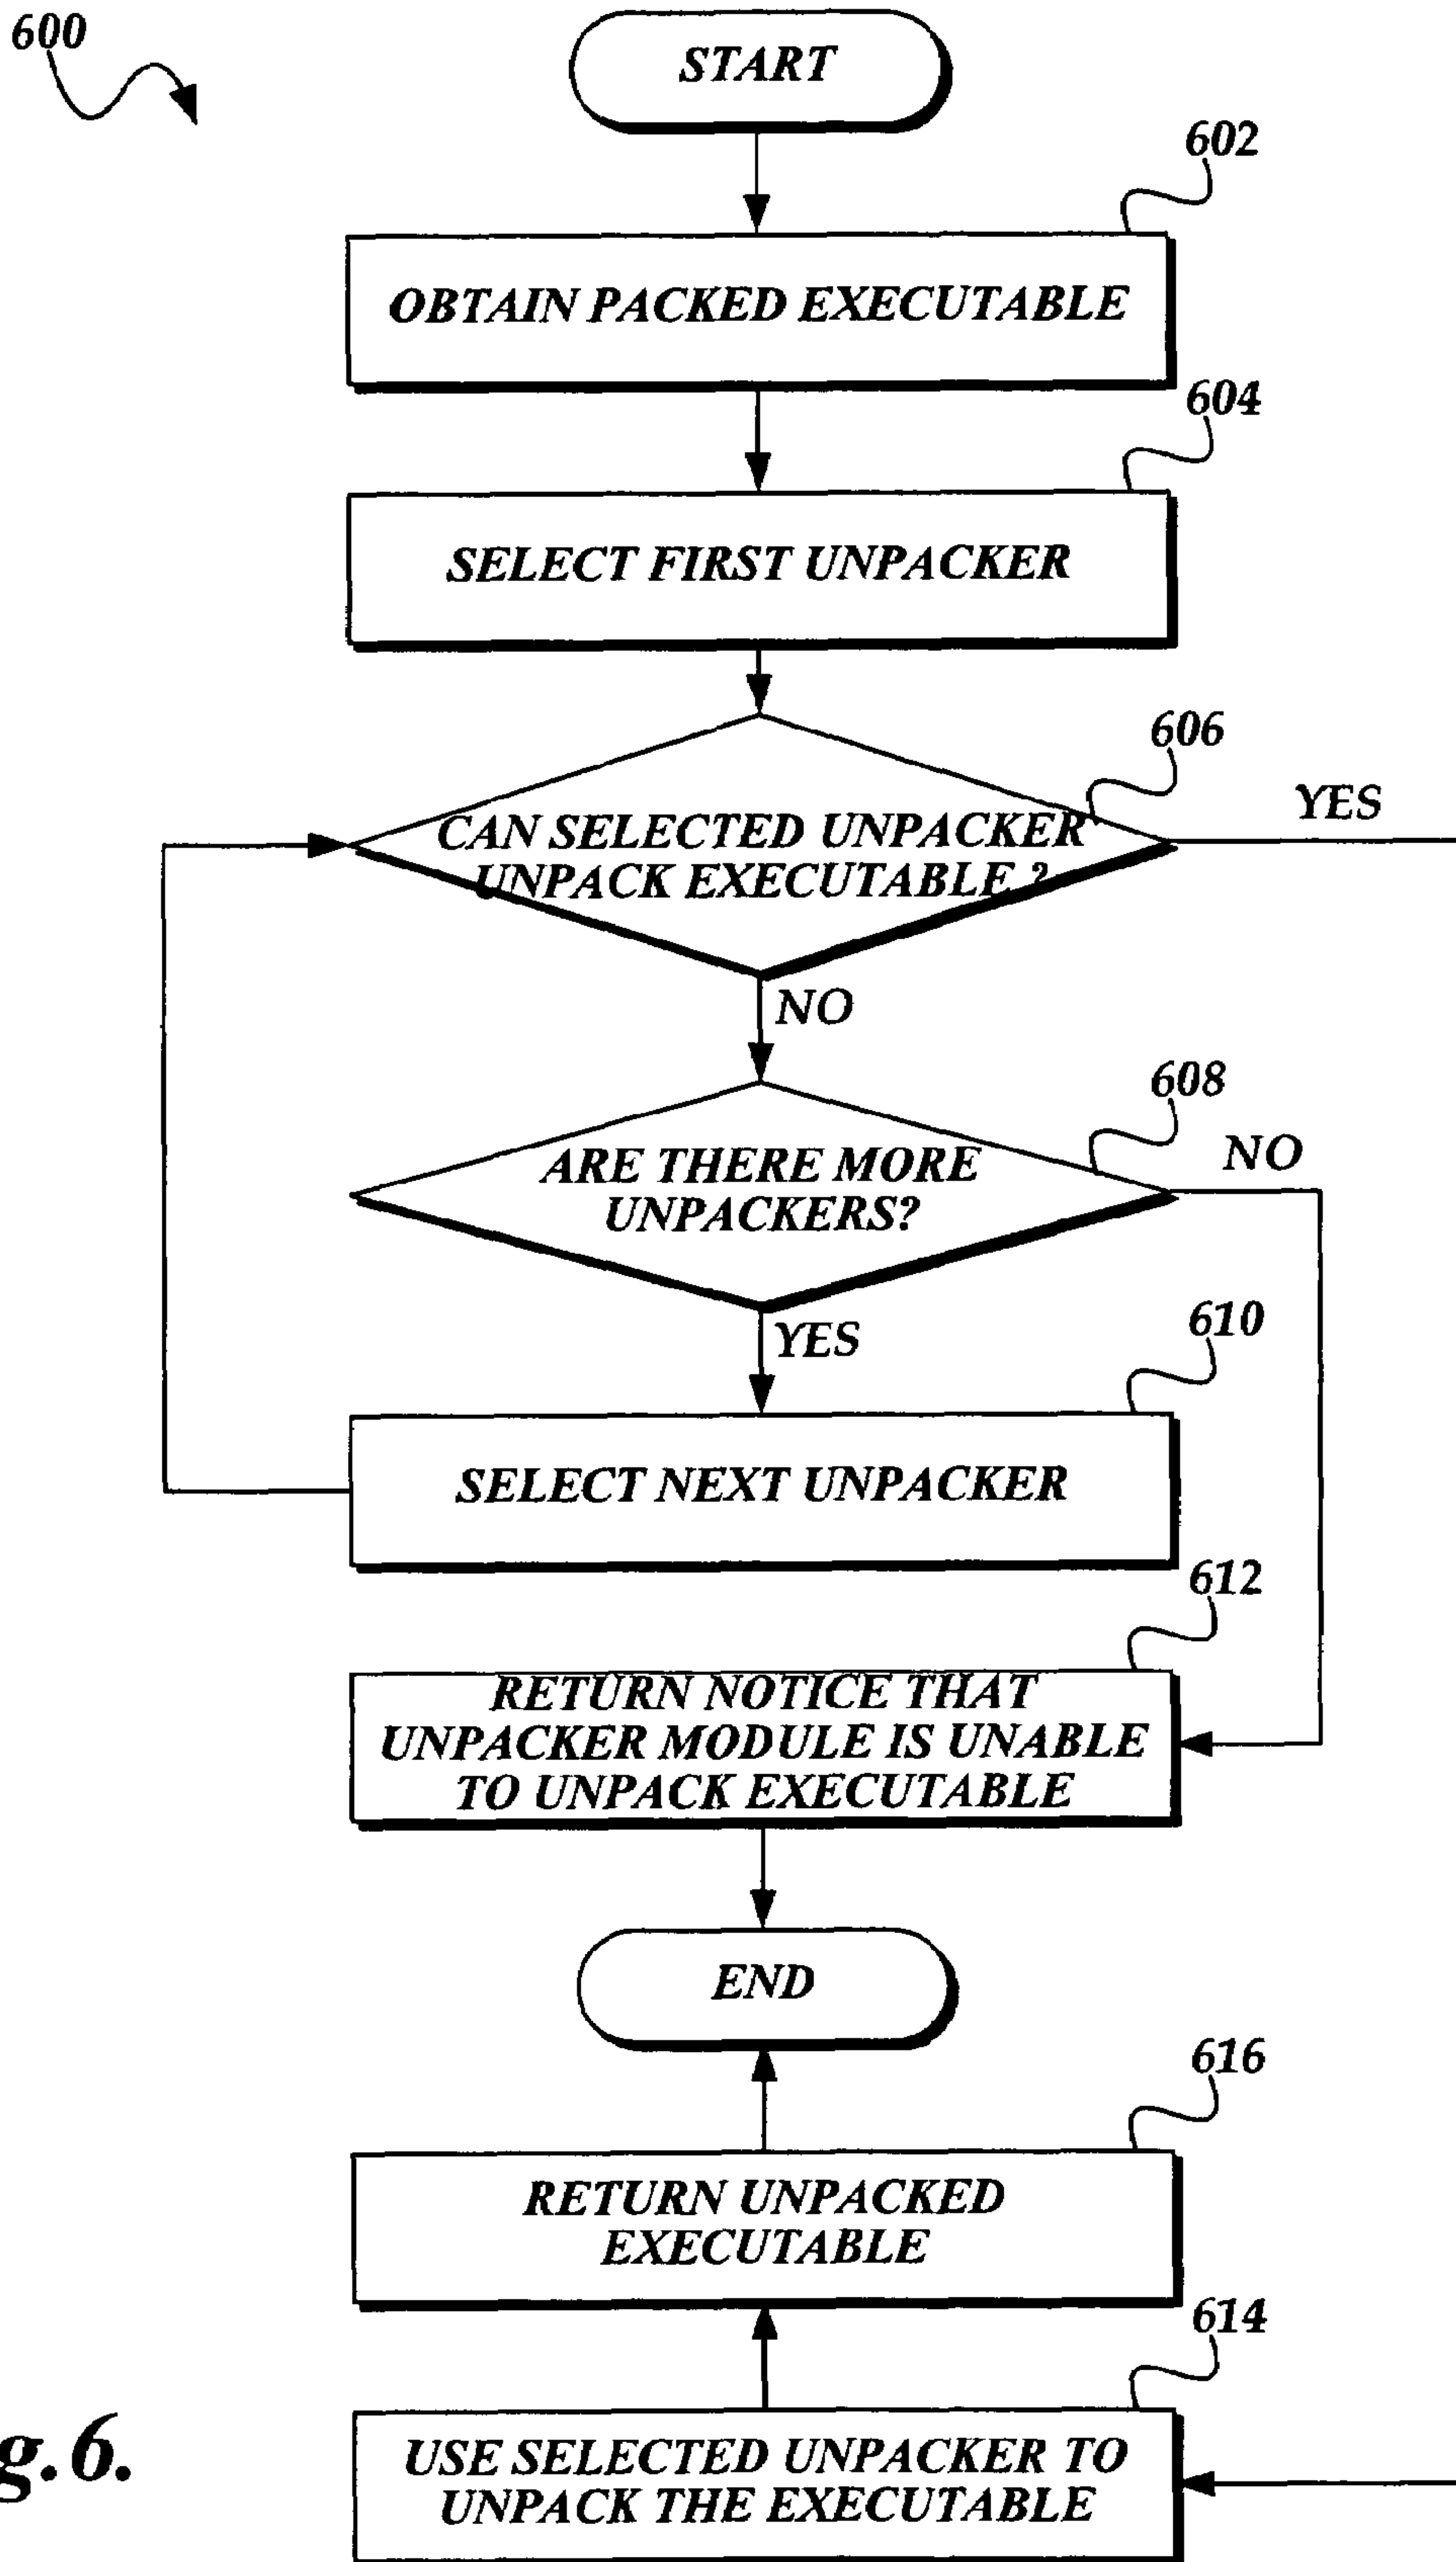 600
START
602
OBTAIN PACKED EXECUTABLE
604
SELECT FIRST UNPACKER
606
YES
CAN SELECTED UNPACKER
UNPACK EXECUTABLE ?
NO
608
NO
ARE THERE MORE
UNPACKERS?
YES
610
SELECT NEXT UNPACKER
612
RETURN NOTICE THAT
UNPACKER MODULE IS UNABLE
TO UNPACK EXECUTABLE
END
616
RETURN UNPACKED
EXECUTABLE
614
USE SELECTED UNPACKER TO
UNPACK THE EXECUTABLE
g.6.